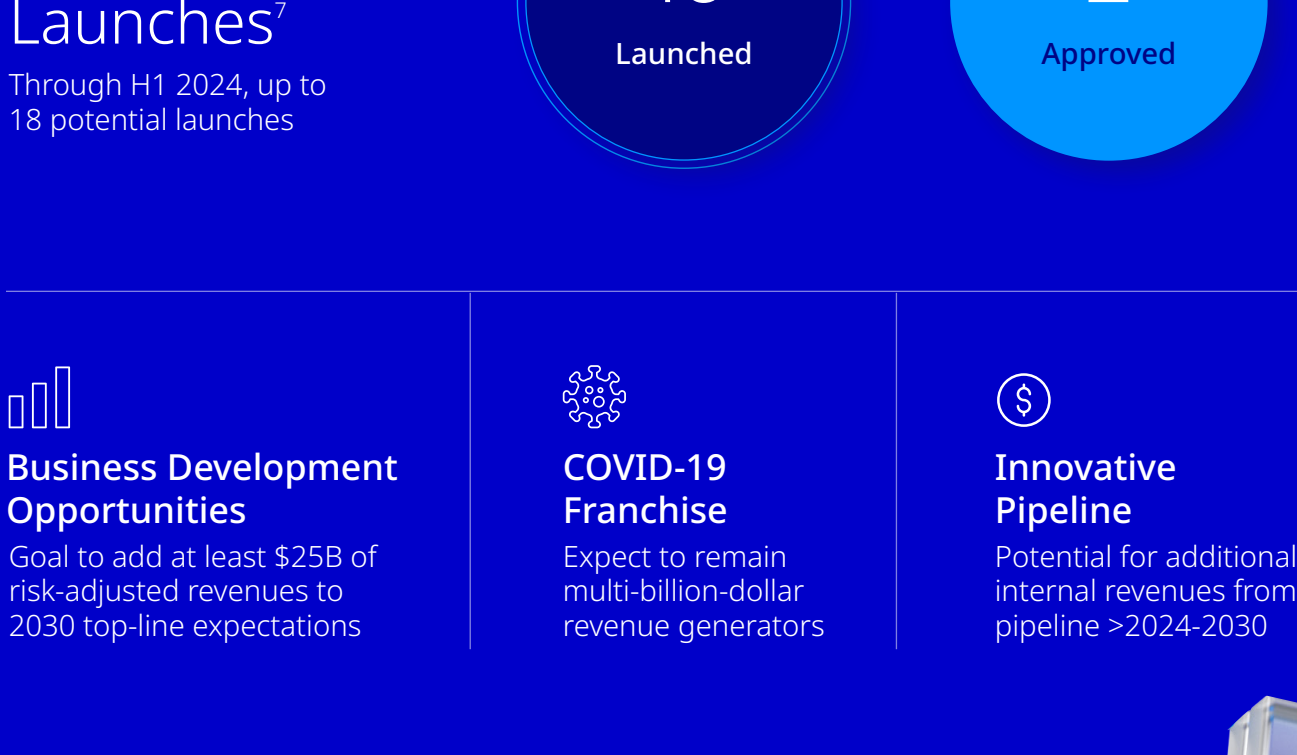 Launches7
Launched
Approved
Through H1 2024, up to
18 potential launches
Business Development
Opportunities
Goal to add at least $25B of
risk-adjusted revenues to
2030 top-line expectations
COVID-19
Franchise
Expect to remain
multi-billion-dollar
revenue generators
Innovative
Pipeline
Potential for additional
internal revenues from
pipeline >2024-2030